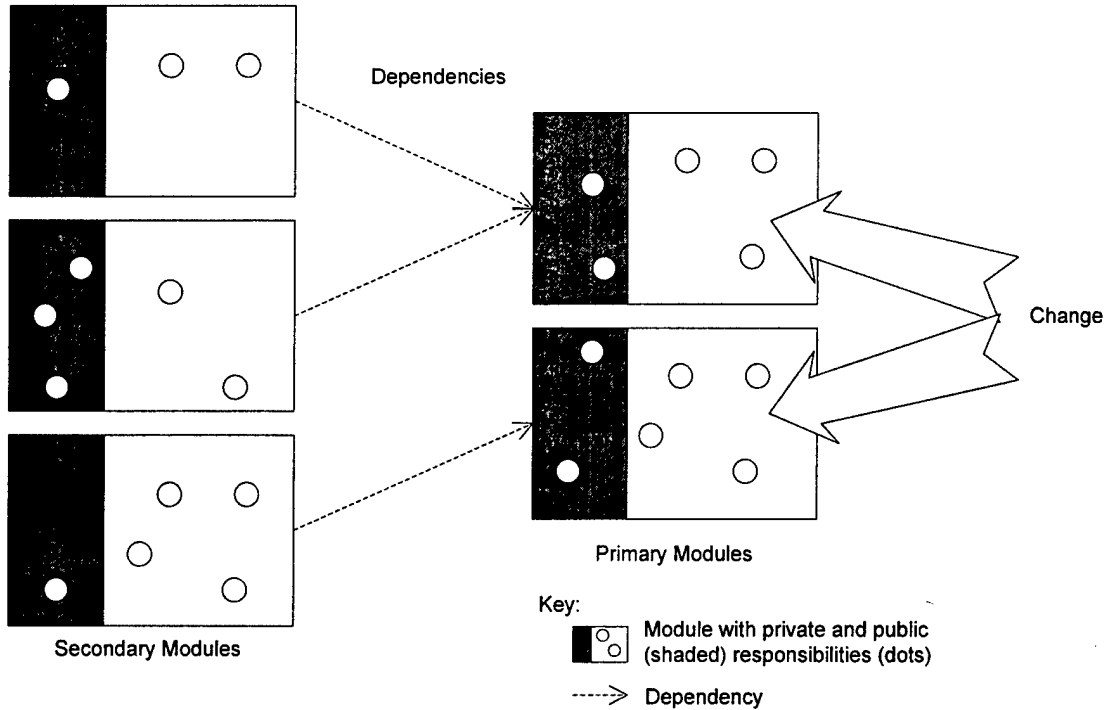 Dependencies
Change
Primary Modules
Secondary Modules
Key:
Module with private and public
(shaded) responsibilities (dots)
Dependency